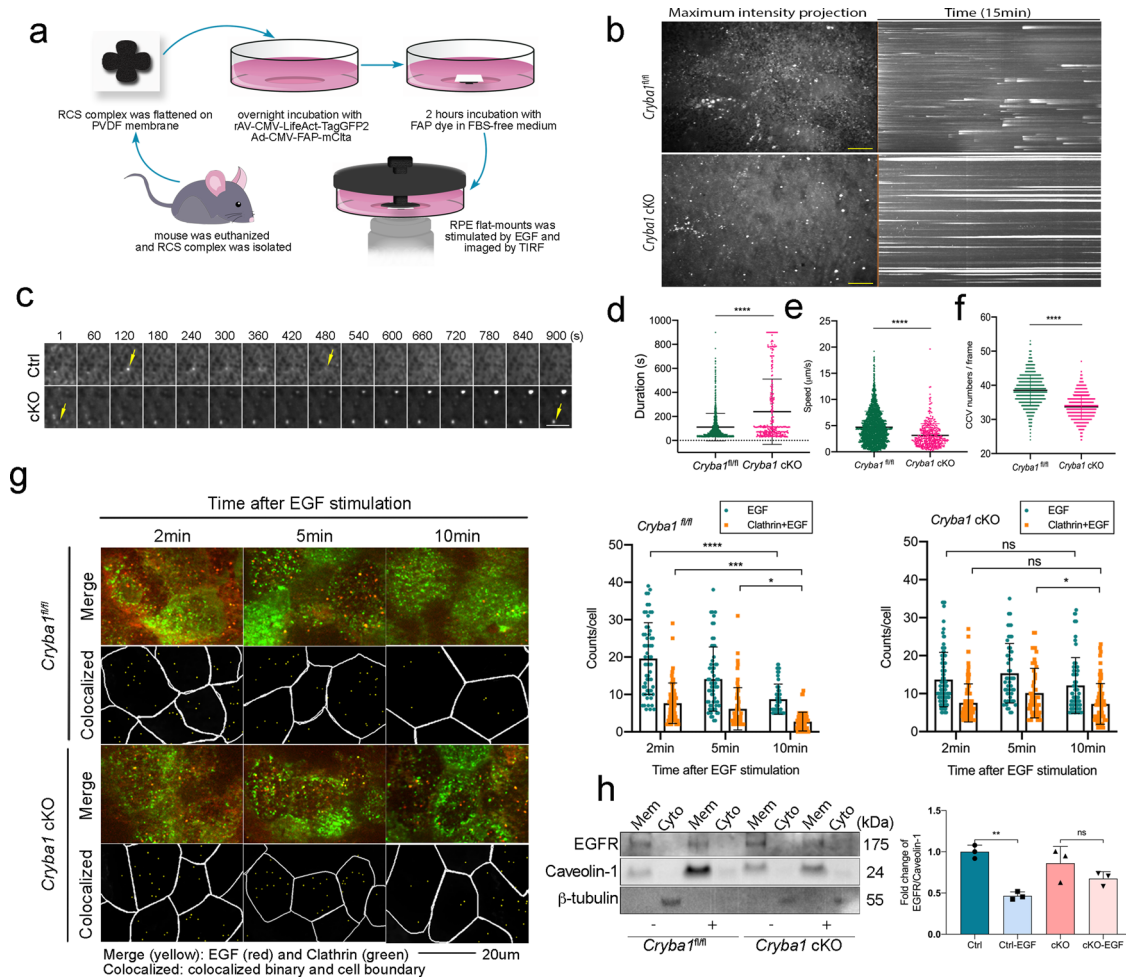 a
RCS complex was flattened on
PVDF membrane
overnight incubation with
rAV-CMV-LifeAct-TagGFP2
Ad-CMV-FAP-mClta
2 hours incubation with
FAP dye in FBS-free medium
mouse was euthanized
and RCS complex was isolated
RPE flat-mounts was
stimulated by EGF and
imaged by TIRF
b
Maximum intensity projection
Time (15min)
Cryba1fl/fl
Cryba1 cKO
c
1 60 120 180 240 300 360 420 480 540 600 660 720 780 840 900 (s)
Ctrl
cKO
d
****
Duration (s)
1000
800
600
400
200
0
Cryba1fl/fl
Cryba1 cKO
e
****
Speed (μm/s)
25
20
15
10
5
0
Cryba1 fl/fl
Cryba1 cKO
f
****
CCV numbers / frame
60
50
40
30
20
Cryba1 fl/fl
Cryba1 cKO
g
Time after EGF stimulation
2min 5min 10min
Cryba1fl/fl
Merge
Colocalized
Cryba1 cKO
Merge
Colocalized
Merge (yellow): EGF (red) and Clathrin (green)
Colocalized: colocalized binary and cell boundary
20um
Cryba1 fl/fl
EGF
Clathrin+EGF
****
***
*
Counts/cell
50
40
30
20
10
0
2min 5min 10min
Time after EGF stimulation
Cryba1 cKO
EGF
Clathrin+EGF
ns
ns
*
Counts/cell
50
40
30
20
10
0
2min 5min 10min
Time after EGF stimulation
h
Mem Cyto Mem Cyto Mem Cyto Mem Cyto
(kDa)
EGFR 175
Caveolin-1 24
β-tubulin 55
- + - +
Cryba1fl/fl Cryba1 cKO
Fold change of
EGFR/Caveolin-1
1.5
1.0
0.5
0.0
**
ns
Ctrl Ctrl-EGF cKO cKO-EGF